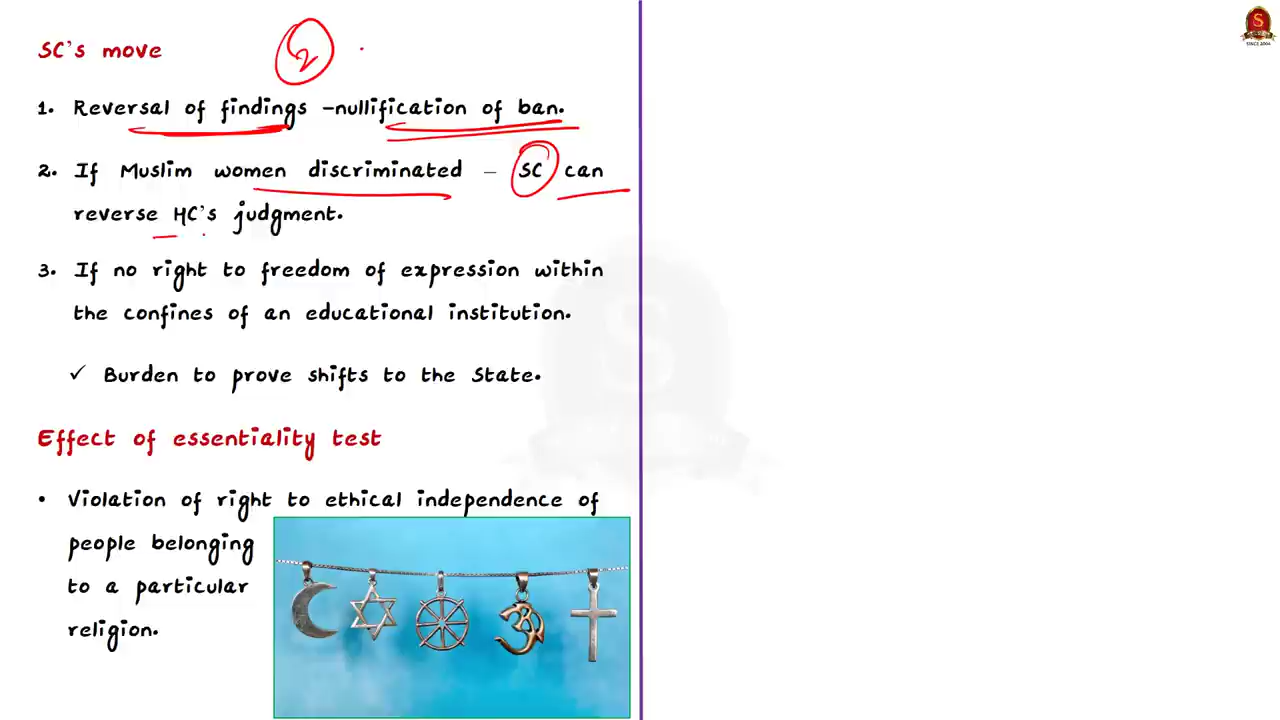 SC's move
2
1. Reversal of findings –nullification of ban.
2. If Muslim women discriminated – SC can
reverse HC's judgment.
3. If no right to freedom of expression within
the confines of an educational institution.
✓ Burden to prove shifts to the State.
Effect of essentiality test
• Violation of right to ethical independence of
people belonging
to a particular
religion.
S
SINCE 2004